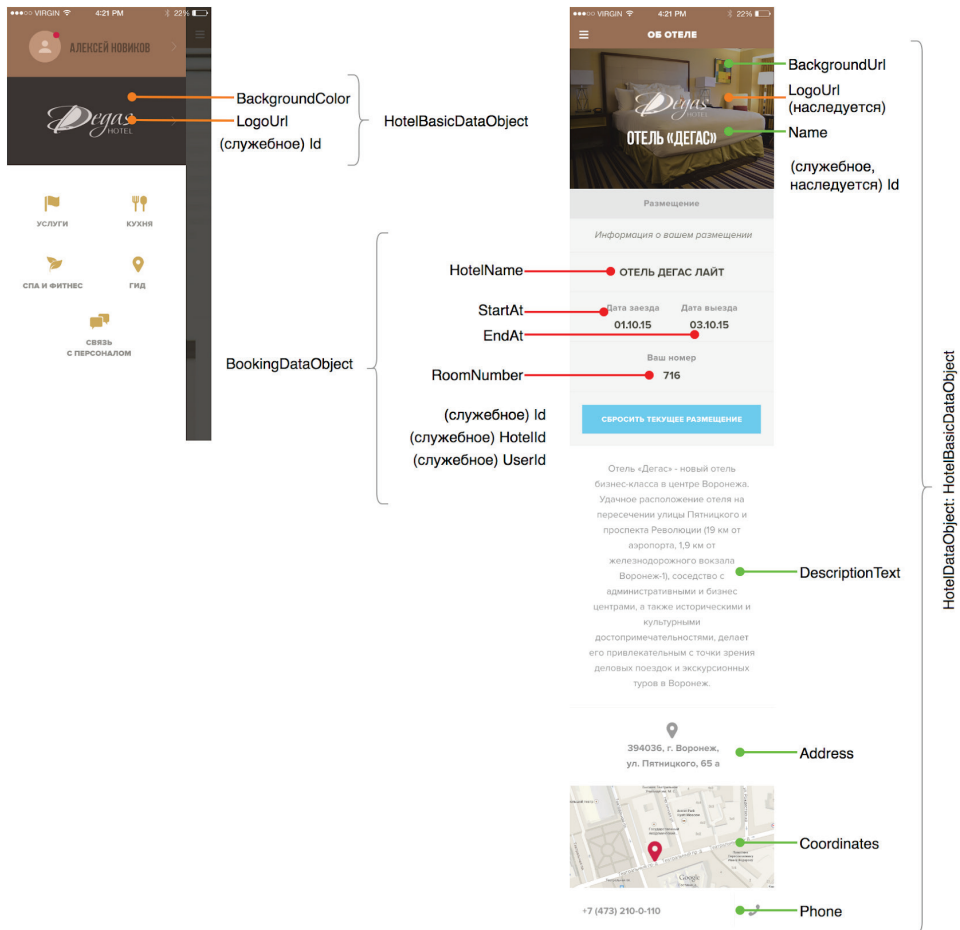 VIRGIN 4:21 PM 22%
АЛЕКСЕЙ НОВИКОВ
Degas
HOTEL
УСЛУГИ
КУХНЯ
СПА И ФИТНЕС
ГИД
СВЯЗЬ
С ПЕРСОНАЛОМ
BackgroundColor
LogoUrl
(служебное) Id
HotelBasicDataObject
VIRGIN 4:21 PM 22%
ОБ ОТЕЛЕ
Degas
HOTEL
ОТЕЛЬ «ДЕГАС»
BackgroundUrl
LogoUrl
(наследуется)
Name
(служебное,
наследуется) Id
Размещение
Информация о вашем размещении
HotelName
ОТЕЛЬ ДЕГАС ЛАЙТ
StartAt
EndAt
Дата заезда
Дата выезда
01.10.15
03.10.15
BookingDataObject
RoomNumber
Ваш номер
716
(служебное) Id
(служебное) HotelId
(служебное) UserId
СБРОСИТЬ ТЕКУЩЕЕ РАЗМЕЩЕНИЕ
Отель «Дегас» - новый отель
бизнес-класса в центре Воронежа.
Удачное расположение отеля на
пересечении улицы Пятницкого и
проспекта Революции (19 км от
аэропорта, 1,9 км от
железнодорожного вокзала
Воронеж-1), соседство с
административными и бизнес
центрами, а также историческими и
культурными
достопримечательностями, делает
его привлекательным с точки зрения
деловых поездок и экскурсионных
туров в Воронеж.
DescriptionText
394036, г. Воронеж,
ул. Пятницкого, 65 а
Address
Google
Coordinates
+7 (473) 210-0-110
Phone
HotelDataObject: HotelBasicDataObject